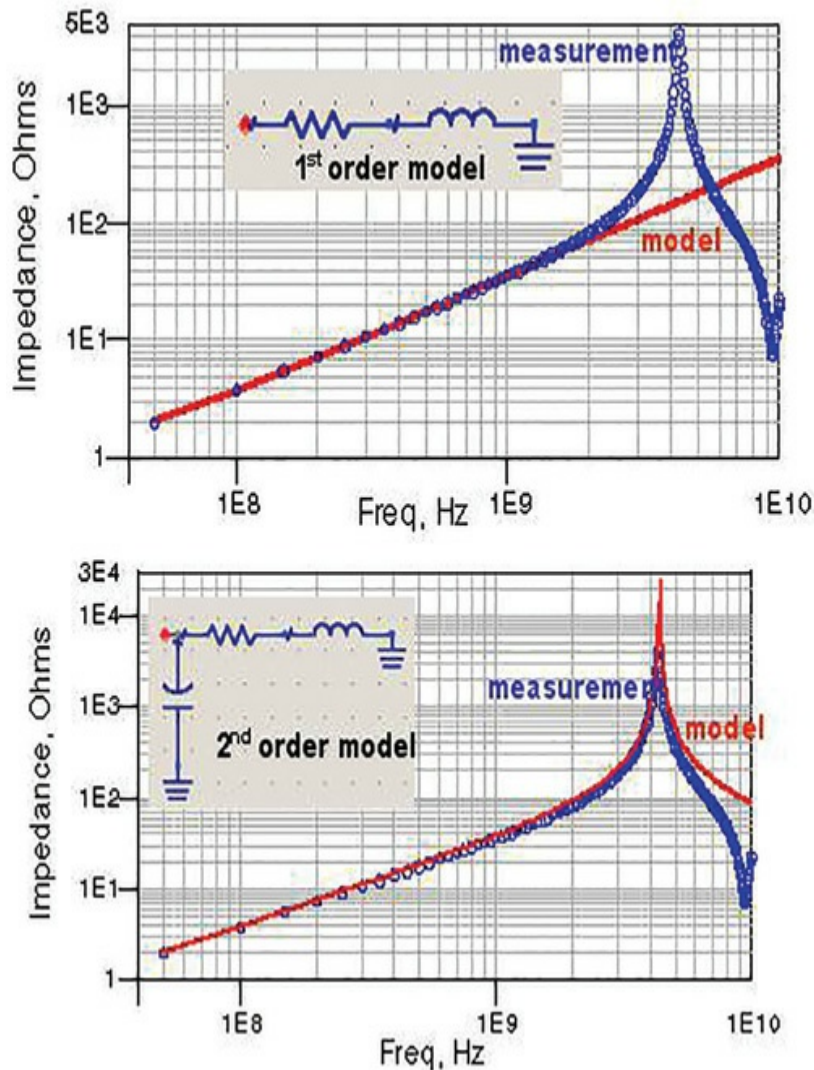 5E3
measurement
1E3
1st order model
1E2
model
1E1
1
1E8
1E9
1E10
Freq, Hz
Impedance, Ohms
3E4
1E4
measurement
1E3
model
2nd order model
1E2
1E1
1
1E8
1E9
1E10
Freq, Hz
Impedance, Ohms